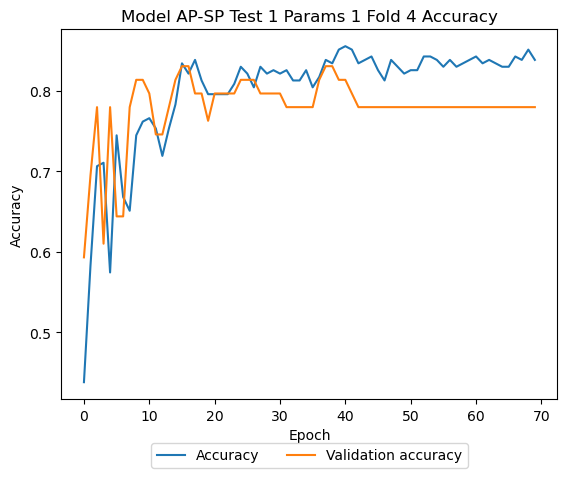 Model AP-SP Test 1 Params 1 Fold 4 Accuracy
Accuracy
0.8
0.7
0.6
0.5
0 10 20 30 40 50 60 70
Epoch
Accuracy Validation accuracy